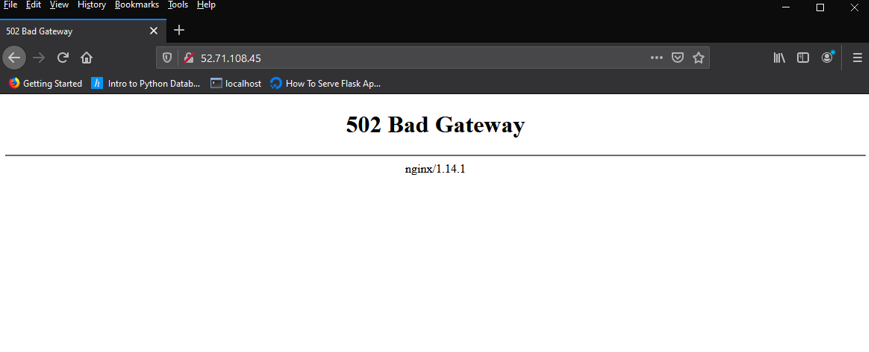 File Edit View History Bookmarks Tools Help
502 Bad Gateway
52.71.108.45
Getting Started Intro to Python Datab... localhost How To Serve Flask Ap...
502 Bad Gateway
nginx/1.14.1